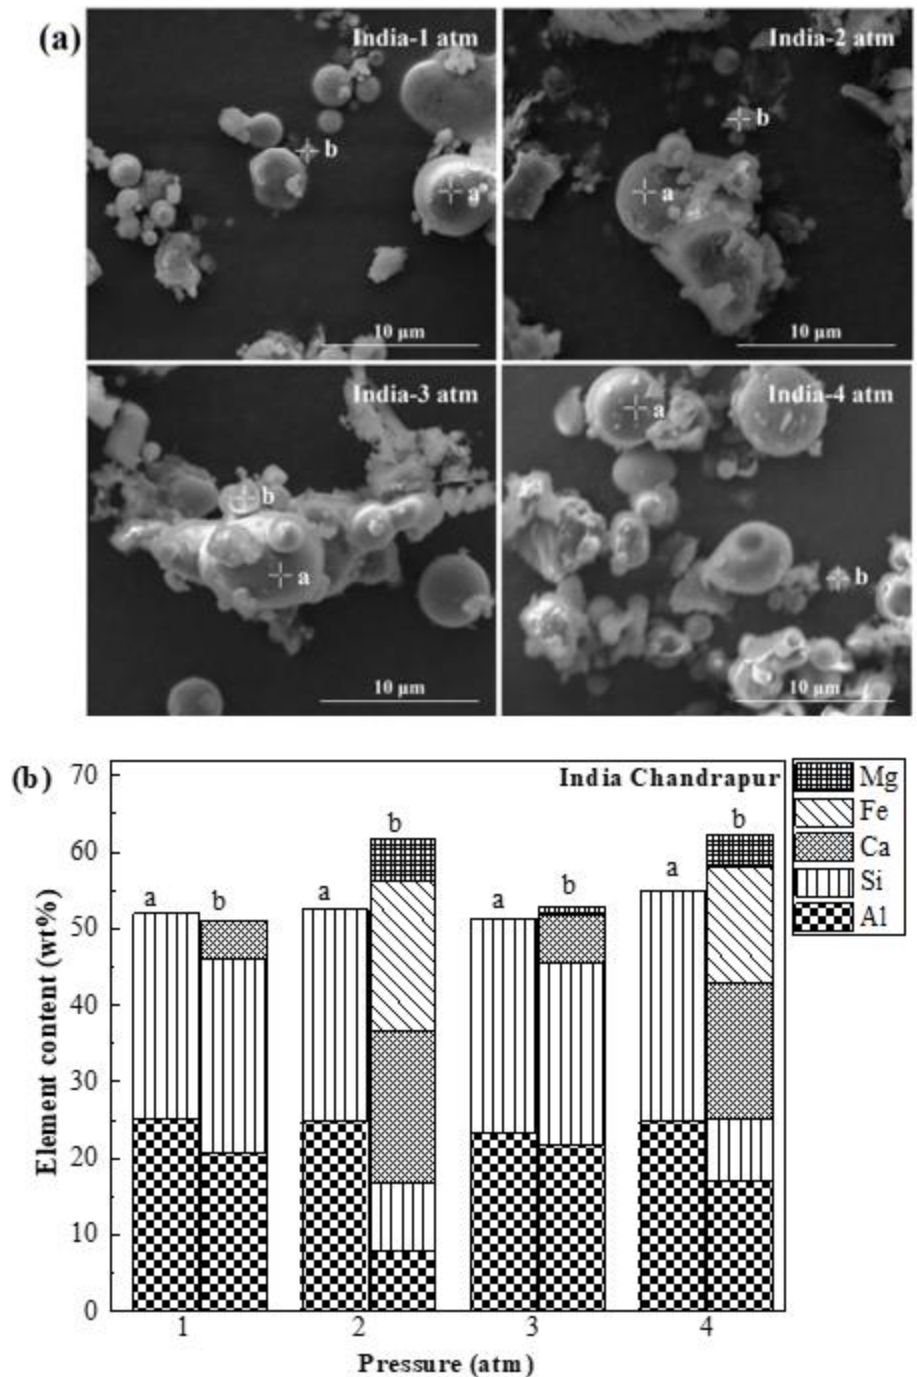 (a)
India-1 atm
b
a
10 μm
India-2 atm
b
a
10 μm
India-3 atm
b
a
10 μm
India-4 atm
a
b
10 μm
(b)
India Chandrapur
Mg
Fe
Ca
Si
Al
70
60
50
40
30
20
10
0
Element content (wt%)
a
b
a
b
a
b
a
b
1
2
3
4
Pressure (atm)